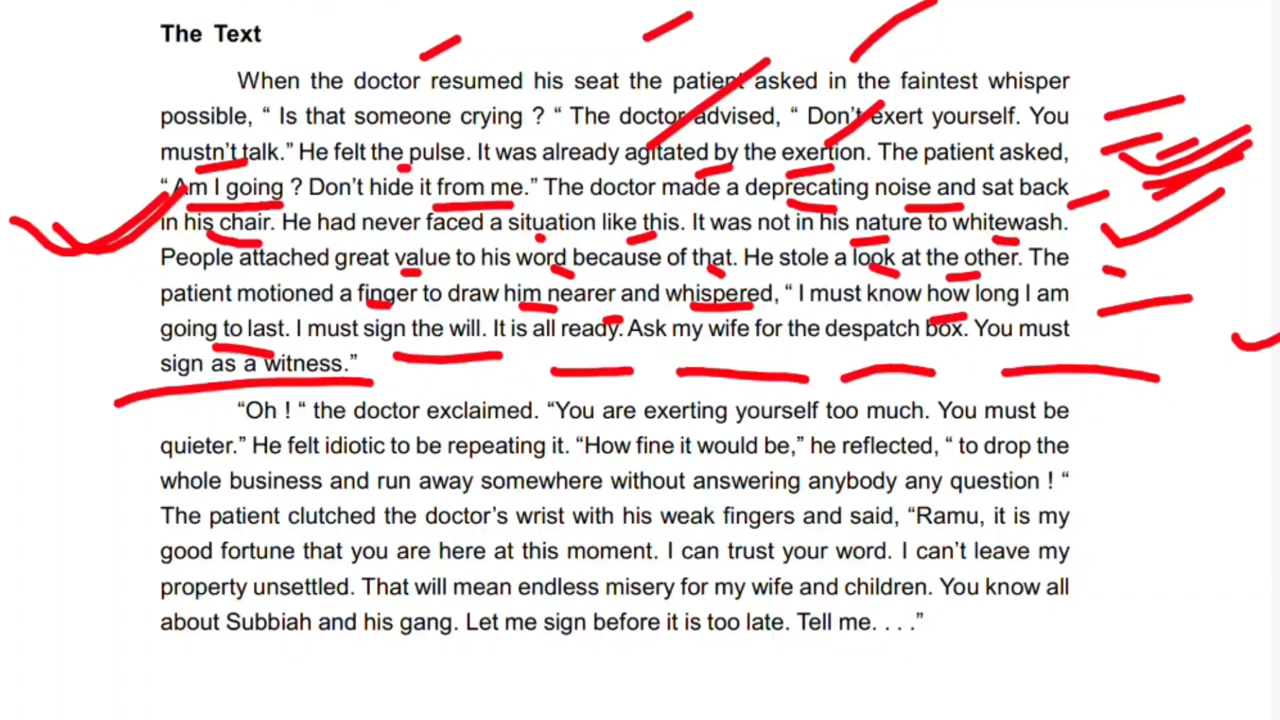 The Text
When the doctor resumed his seat the patient asked in the faintest whisper
possible, “ Is that someone crying ? “ The doctor advised, “ Don’t exert yourself. You
mustn’t talk.” He felt the pulse. It was already agitated by the exertion. The patient asked,
“Am I going ? Don’t hide it from me.” The doctor made a deprecating noise and sat back
in his chair. He had never faced a situation like this. It was not in his nature to whitewash.
People attached great value to his word because of that. He stole a look at the other. The
patient motioned a finger to draw him nearer and whispered, “ I must know how long I am
going to last. I must sign the will. It is all ready. Ask my wife for the despatch box. You must
sign as a witness.”
“Oh ! “ the doctor exclaimed. “You are exerting yourself too much. You must be
quieter.” He felt idiotic to be repeating it. “How fine it would be,” he reflected, “ to drop the
whole business and run away somewhere without answering anybody any question ! “
The patient clutched the doctor’s wrist with his weak fingers and said, “Ramu, it is my
good fortune that you are here at this moment. I can trust your word. I can’t leave my
property unsettled. That will mean endless misery for my wife and children. You know all
about Subbiah and his gang. Let me sign before it is too late. Tell me. . . .”